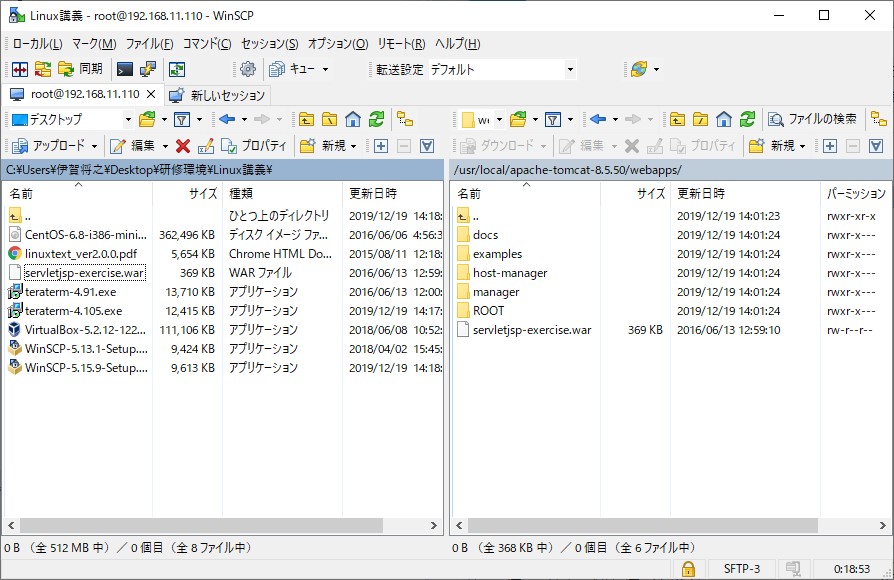 Linux講義 - root@192.168.11.110 - WinSCP
ローカル(L) マーク(M) ファイル(F) コマンド(C) セッション(S) オプション(O) リモート(R) ヘルプ(H)
同期 キュー 転送設定 デフォルト
root@192.168.11.110 新しいセッション
デスクトップ
アップロード 編集 プロパティ 新規
C:¥Users¥伊賀将之¥Desktop¥研修環境¥Linux講義¥
名前 サイズ 種類 更新日時
.. ひとつ上のディレクトリ 2019/12/19 14:18:
CentOS-6.8-i386-mini... 362,496 KB ディスク イメージ ファ... 2016/06/06 4:56:3
linuxtext_ver2.0.0.pdf 5,654 KB Chrome HTML Do... 2015/08/11 12:18:
servletjsp-exercise.war 369 KB WAR ファイル 2016/06/13 12:59:
teraterm-4.91.exe 13,710 KB アプリケーション 2016/06/13 12:00:
teraterm-4.105.exe 12,415 KB アプリケーション 2019/12/19 14:17:
VirtualBox-5.2.12-122... 111,106 KB アプリケーション 2018/06/08 10:52:
WinSCP-5.13.1-Setup.... 9,424 KB アプリケーション 2018/04/02 15:45:
WinSCP-5.15.9-Setup.... 9,613 KB アプリケーション 2019/12/19 14:18:
0 B （全 512 MB 中）／ 0 個目（全 8 ファイル中）
we ファイルの検索
ダウンロード 編集 プロパティ 新規
/usr/local/apache-tomcat-8.5.50/webapps/
名前 サイズ 更新日時 パーミッション
.. 2019/12/19 14:01:23 rwxr-xr-x
docs 2019/12/19 14:01:24 rwxr-x---
examples 2019/12/19 14:01:24 rwxr-x---
host-manager 2019/12/19 14:01:24 rwxr-x---
manager 2019/12/19 14:01:24 rwxr-x---
ROOT 2019/12/19 14:01:24 rwxr-x---
servletjsp-exercise.war 369 KB 2016/06/13 12:59:10 rw-r--r--
0 B （全 368 KB 中）／ 0 個目（全 6 ファイル中）
SFTP-3 0:18:53